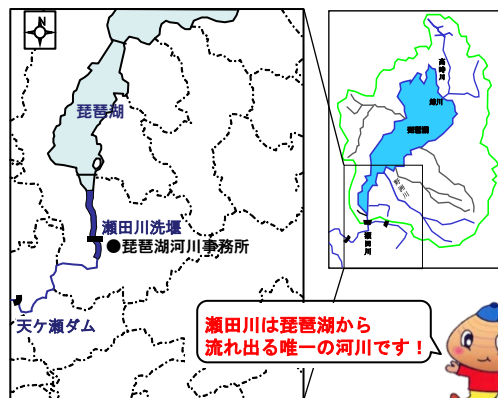 N
琵琶湖
瀬田川洗堰
●琵琶湖河川事務所
天ケ瀬ダム
高時川
姉川
琵琶湖
瀬田川
瀬田川は琵琶湖から
流れ出る唯一の河川です！